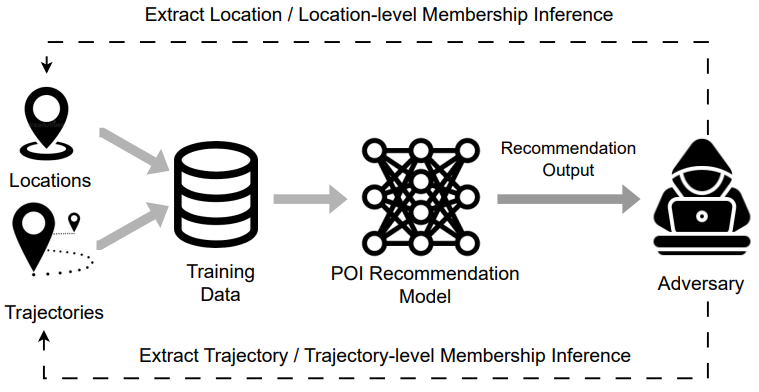 Extract Location / Location-level Membership Inference
Locations
Trajectories
Training
Data
POI Recommendation
Model
Recommendation
Output
Adversary
Extract Trajectory / Trajectory-level Membership Inference